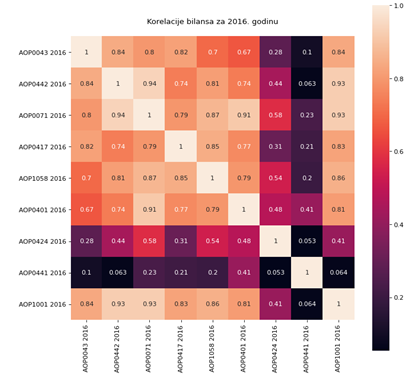 Korelacije bilansa za 2016. godinu
1.0
AOP0043 2016 1 0.84 0.8 0.82 0.7 0.67 0.28 0.1 0.84
AOP0442 2016 0.84 1 0.94 0.74 0.81 0.74 0.44 0.063 0.93
0.8
AOP0071 2016 0.8 0.94 1 0.79 0.87 0.91 0.58 0.23 0.93
AOP0417 2016 0.82 0.74 0.79 1 0.85 0.77 0.31 0.21 0.83
0.6
AOP1058 2016 0.7 0.81 0.87 0.85 1 0.79 0.54 0.2 0.86
AOP0401 2016 0.67 0.74 0.91 0.77 0.79 1 0.48 0.41 0.81
0.4
AOP0424 2016 0.28 0.44 0.58 0.31 0.54 0.48 1 0.053 0.41
AOP0441 2016 0.1 0.063 0.23 0.21 0.2 0.41 0.053 1 0.064
0.2
AOP1001 2016 0.84 0.93 0.93 0.83 0.86 0.81 0.41 0.064 1
AOP0043 2016
AOP0442 2016
AOP0071 2016
AOP0417 2016
AOP1058 2016
AOP0401 2016
AOP0424 2016
AOP0441 2016
AOP1001 2016